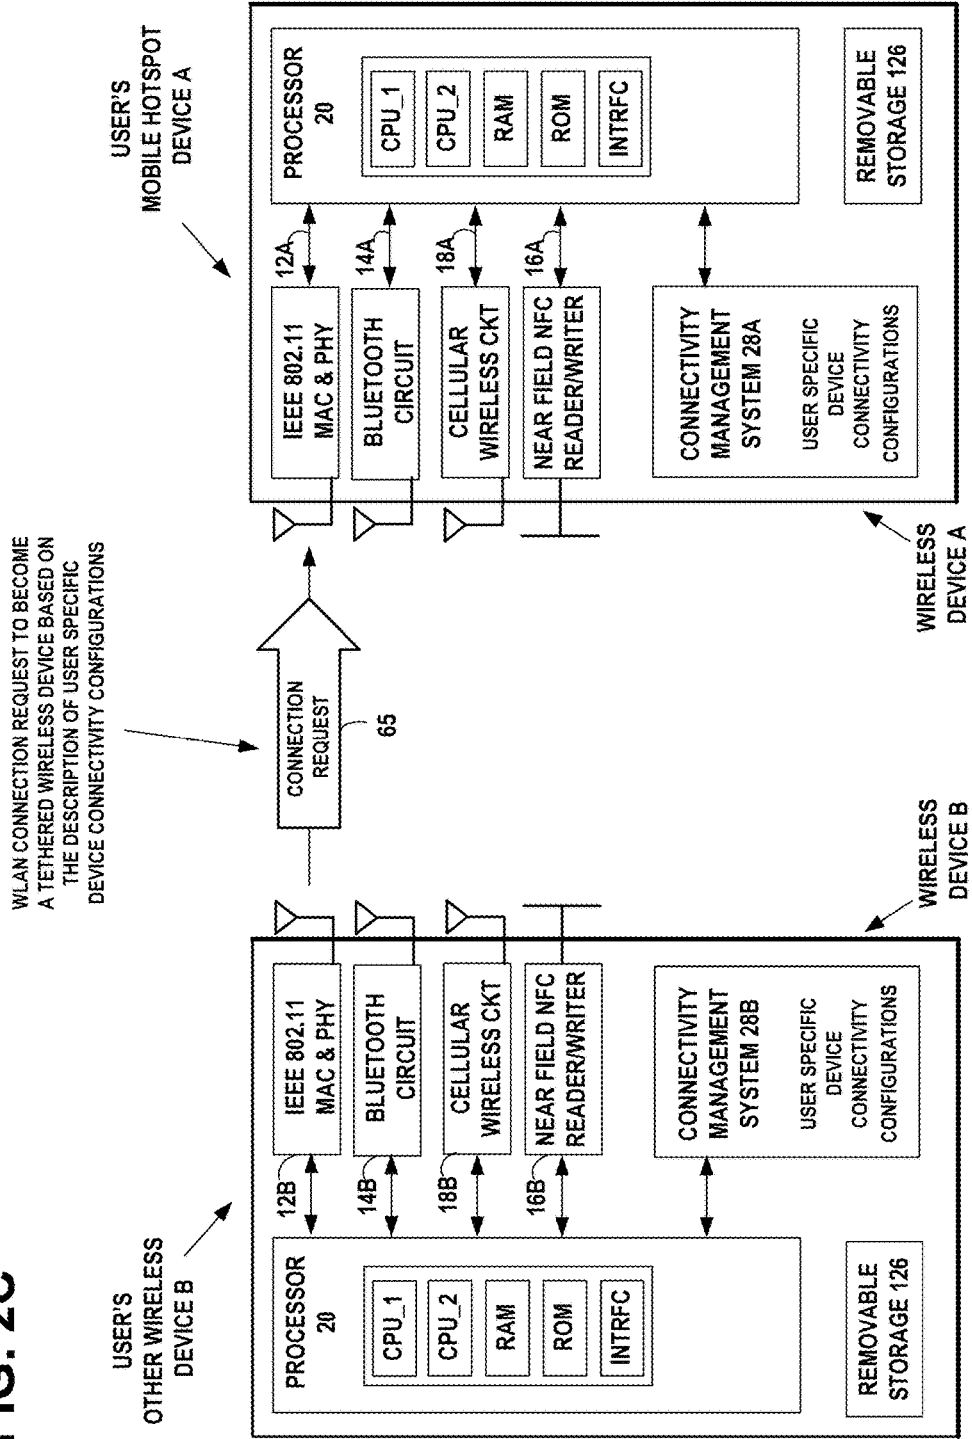 FIG. 2C
USER'S
OTHER WIRELESS
DEVICE B
WLAN CONNECTION REQUEST TO BECOME
A TETHERED WIRELESS DEVICE BASED ON
THE DESCRIPTION OF USER SPECIFIC
DEVICE CONNECTIVITY CONFIGURATIONS
USER'S
MOBILE HOTSPOT
DEVICE A
PROCESSOR
20
CPU_1
CPU_2
RAM
ROM
INTRFC
REMOVABLE
STORAGE 126
12B
14B
18B
16B
IEEE 802.11
MAC & PHY
BLUETOOTH
CIRCUIT
CELLULAR
WIRELESS CKT
NEAR FIELD NFC
READER/WRITER
CONNECTIVITY
MANAGEMENT
SYSTEM 28B
USER SPECIFIC
DEVICE
CONNECTIVITY
CONFIGURATIONS
WIRELESS
DEVICE B
CONNECTION
REQUEST
65
IEEE 802.11
MAC & PHY
BLUETOOTH
CIRCUIT
CELLULAR
WIRELESS CKT
NEAR FIELD NFC
READER/WRITER
CONNECTIVITY
MANAGEMENT
SYSTEM 28A
USER SPECIFIC
DEVICE
CONNECTIVITY
CONFIGURATIONS
12A
14A
18A
16A
PROCESSOR
20
CPU_1
CPU_2
RAM
ROM
INTRFC
REMOVABLE
STORAGE 126
WIRELESS
DEVICE A